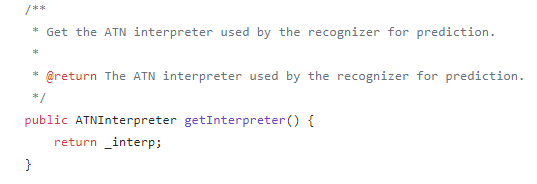 /**
 * Get the ATN interpreter used by the recognizer for prediction.
 *
 * @return The ATN interpreter used by the recognizer for prediction.
 */
public ATNInterpreter getInterpreter() {
    return _interp;
}